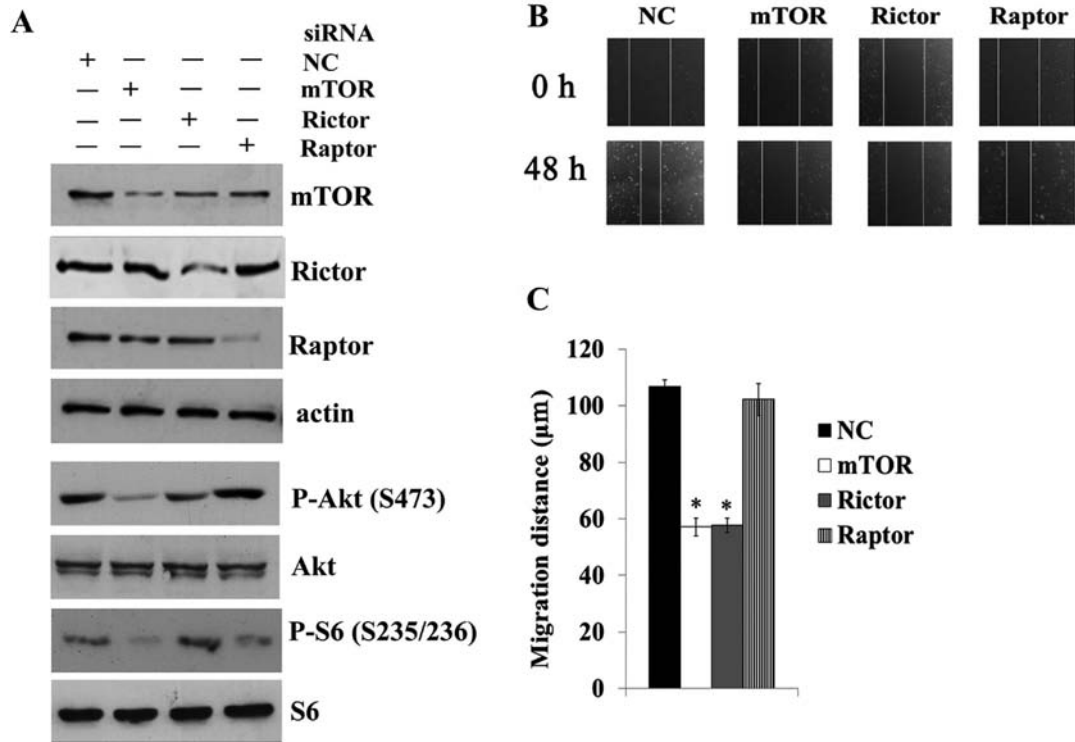 A
siRNA
+ — — — NC
— + — — mTOR
— — + — Rictor
— — — + Raptor
mTOR
Rictor
Raptor
actin
P-Akt (S473)
Akt
P-S6 (S235/236)
S6
B
NC mTOR Rictor Raptor
0 h
48 h
C
Migration distance (µm)
120
100
80
60
40
20
0
* *
NC
mTOR
Rictor
Raptor